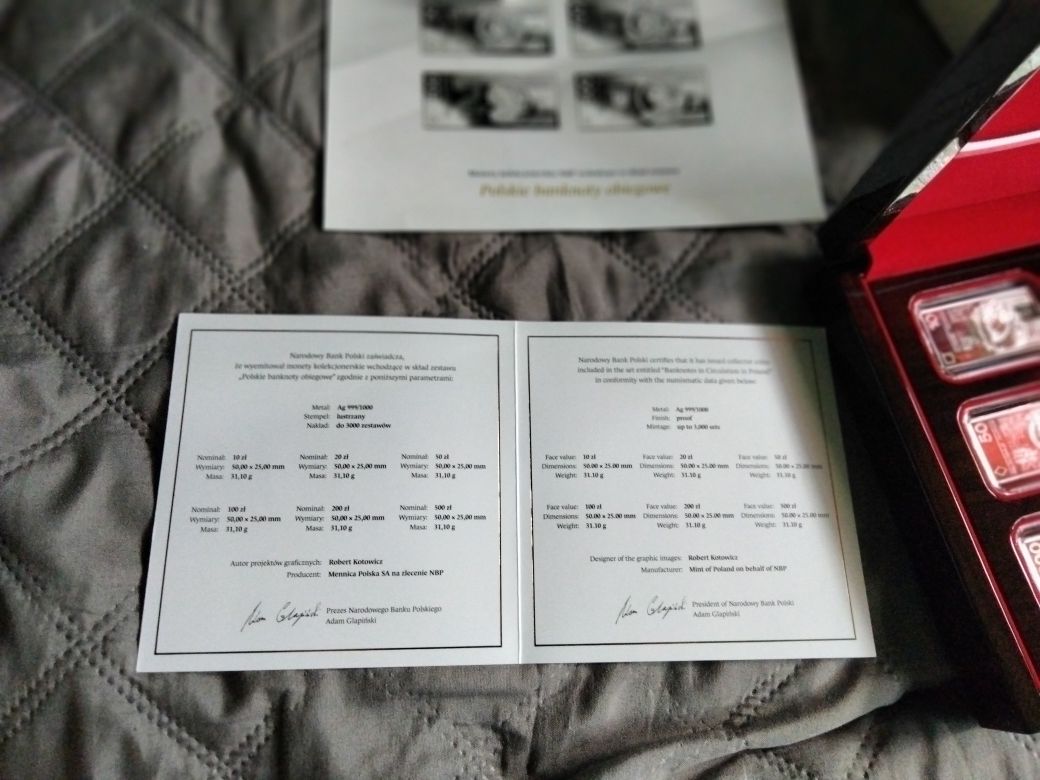 Polskie banknoty obiegowe
Narodowy Bank Polski zaświadcza,
że wyemitował monety kolekcjonerskie wchodzące w skład zestawu
„Polskie banknoty obiegowe” zgodnie z poniższymi parametrami:
Metal: Ag 999/1000
Stempel: lustrzany
Nakład: do 3000 zestawów
Nominał: 10 zł Nominał: 20 zł Nominał: 50 zł
Wymiary: 50,00 × 25,00 mm Wymiary: 50,00 × 25,00 mm Wymiary: 50,00 × 25,00 mm
Masa: 31,10 g Masa: 31,10 g Masa: 31,10 g
Nominał: 100 zł Nominał: 200 zł Nominał: 500 zł
Wymiary: 50,00 × 25,00 mm Wymiary: 50,00 × 25,00 mm Wymiary: 50,00 × 25,00 mm
Masa: 31,10 g Masa: 31,10 g Masa: 31,10 g
Autor projektów graficznych: Robert Kotowicz
Producent: Mennica Polska SA na zlecenie NBP
Adam Glapiński
Prezes Narodowego Banku Polskiego
Adam Glapiński
Narodowy Bank Polski certifies that it has issued collector coins
included in the set entitled “Banknotes in Circulation in Poland”
in conformity with the numismatic data given below:
Metal: Ag 999/1000
Finish: proof
Mintage: up to 3,000 sets
Face value: 10 zł Face value: 20 zł Face value: 50 zł
Dimensions: 50.00 × 25.00 mm Dimensions: 50.00 × 25.00 mm Dimensions: 50.00 × 25.00 mm
Weight: 31.10 g Weight: 31.10 g Weight: 31.10 g
Face value: 100 zł Face value: 200 zł Face value: 500 zł
Dimensions: 50.00 × 25.00 mm Dimensions: 50.00 × 25.00 mm Dimensions: 50.00 × 25.00 mm
Weight: 31.10 g Weight: 31.10 g Weight: 31.10 g
Designer of the graphic images: Robert Kotowicz
Manufacturer: Mint of Poland on behalf of NBP
Adam Glapiński
President of Narodowy Bank Polski
Adam Glapiński
50